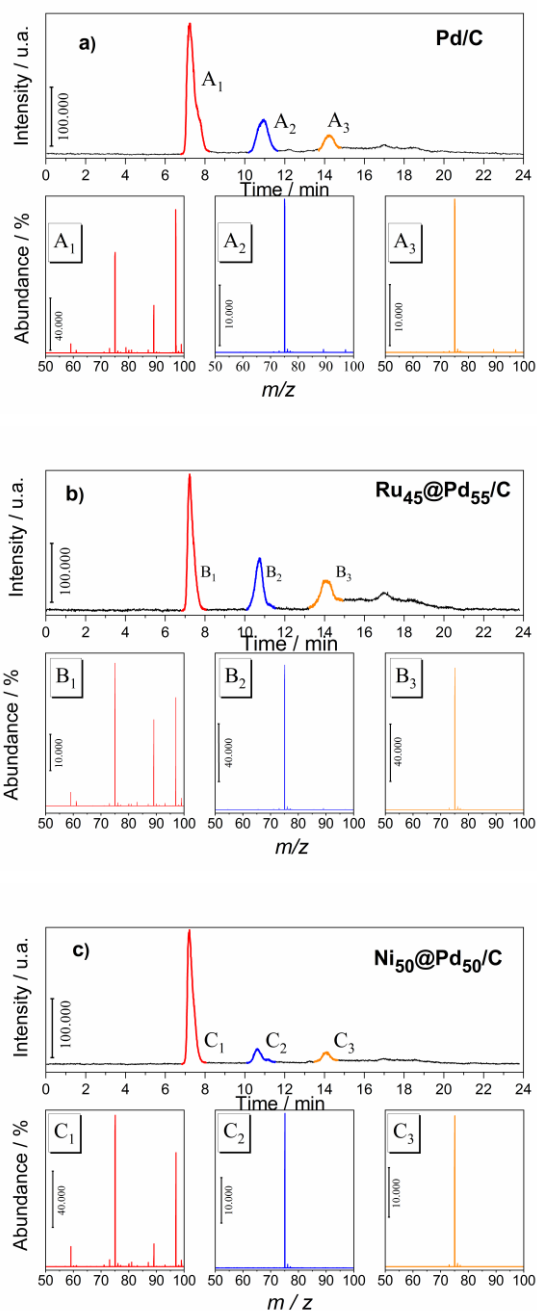 a)
Pd/C
Intensity / u.a.
100.000
A1
A2
A3
0 2 4 6 8 10 12 14 16 18 20 22 24
Time / min
Abundance / %
A1
40.000
A2
10.000
A3
10.000
50 60 70 80 90 100
50 60 70 80 90 100
50 60 70 80 90 100
m/z
b)
Ru45@Pd55/C
Intensity / u.a.
100.000
B1
B2
B3
0 2 4 6 8 10 12 14 16 18 20 22 24
Time / min
Abundance / %
B1
10.000
B2
40.000
B3
40.000
50 60 70 80 90 100
50 60 70 80 90 100
50 60 70 80 90 100
m/z
c)
Ni50@Pd50/C
Intensity / u.a.
100.000
C1
C2
C3
0 2 4 6 8 10 12 14 16 18 20 22 24
Time / min
Abundance / %
C1
40.000
C2
10.000
C3
10.000
50 60 70 80 90 100
50 60 70 80 90 100
50 60 70 80 90 100
m / z